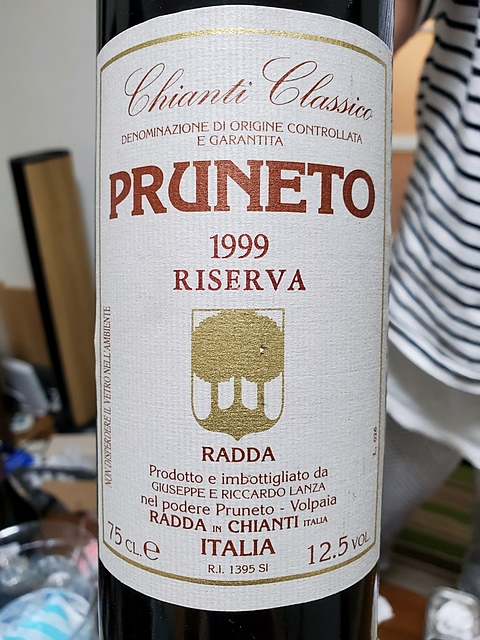 Chianti Classico
DENOMINAZIONE DI ORIGINE CONTROLLATA
E GARANTITA
PRUNETO
1999
RISERVA
NON DISPERDERE IL VETRO NELL'AMBIENTE
L. 026
RADDA
Prodotto e imbottigliato da
GIUSEPPE E RICCARDO LANZA
nel podere Pruneto - Volpaia
RADDA IN CHIANTI ITALIA
75 CL.e ITALIA 12.5 VOL
R.I. 1395 SI